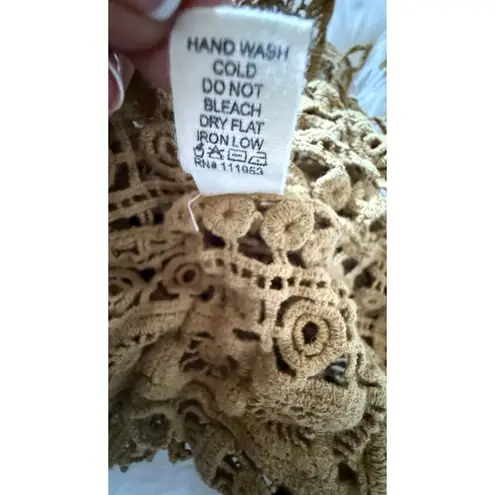 HAND WASH
COLD
DO NOT
BLEACH
DRY FLAT
IRON LOW
RN# 111953